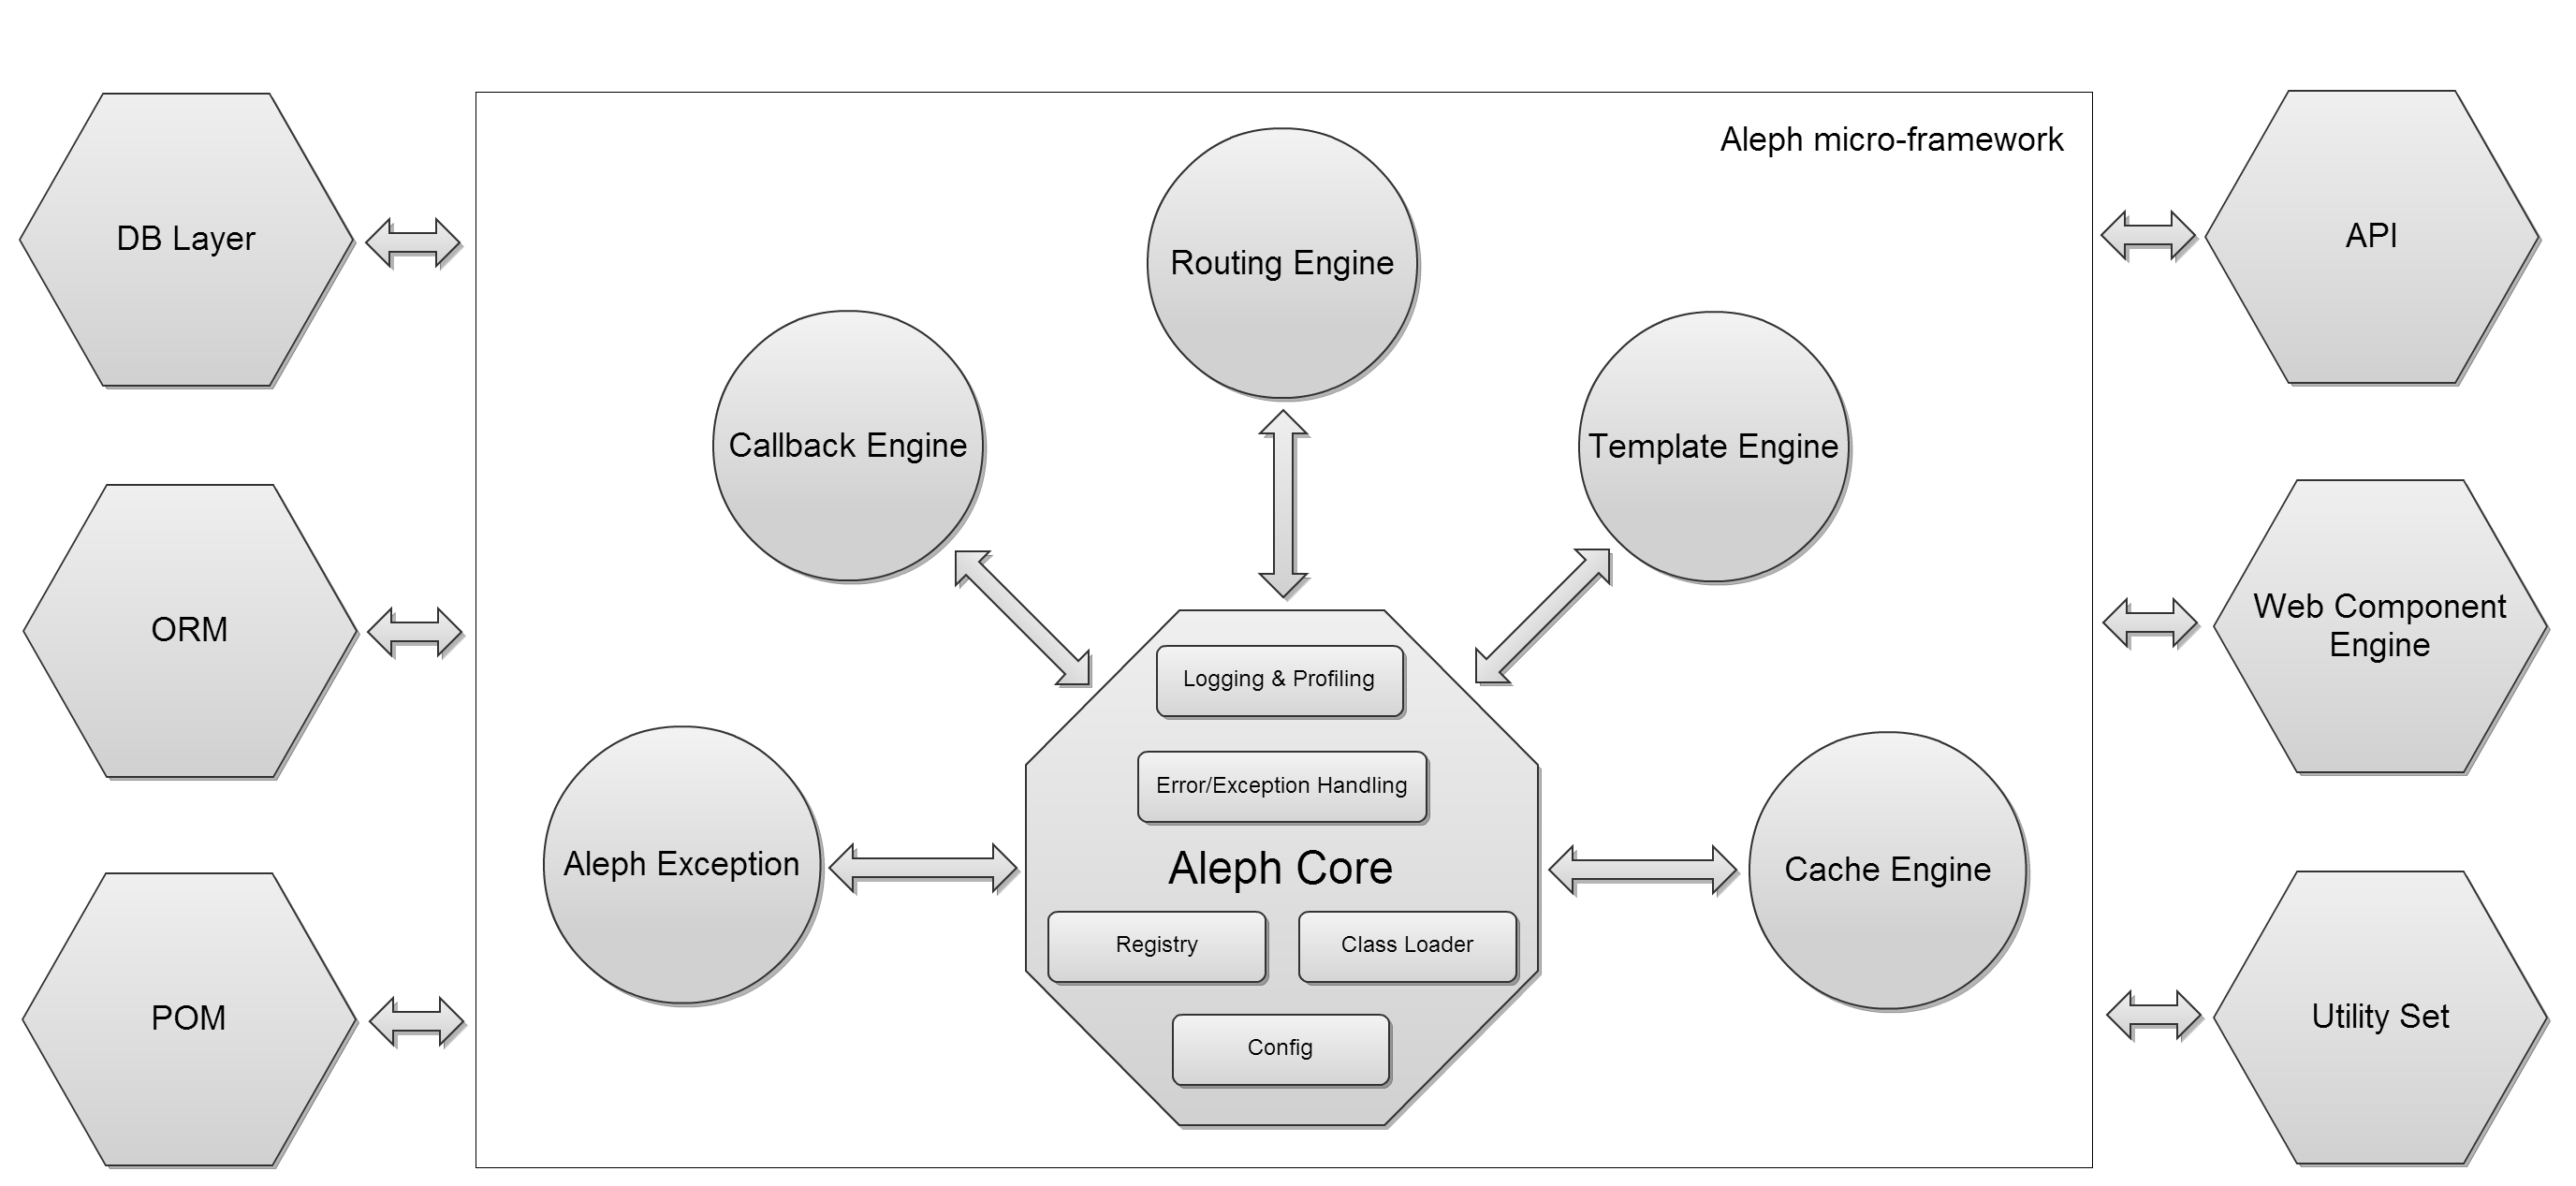 Aleph micro-framework
DB Layer
Routing Engine
API
Callback Engine
Template Engine
ORM
Web Component
Engine
Logging & Profiling
Error/Exception Handling
Aleph Exception
Aleph Core
Cache Engine
Registry
Class Loader
POM
Config
Utility Set